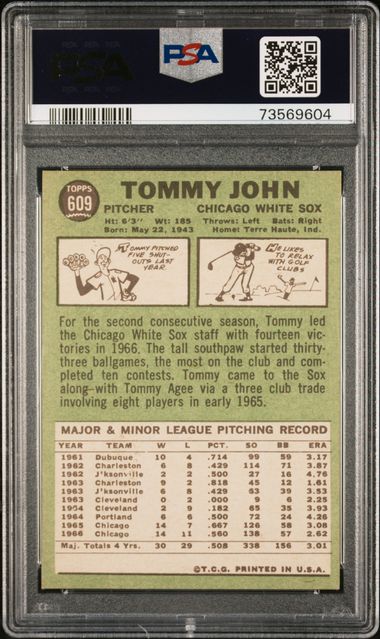 PSA
73569604
TOPPS
609
TOMMY JOHN
PITCHER CHICAGO WHITE SOX
Ht: 6'3" Wt: 185 Throws: Left Bats: Right
Born: May 22, 1943 Home: Terre Haute, Ind.
TOMMY PITCHED
FIVE SHUT-
OUTS LAST
YEAR.
HE LIKES
TO RELAX
WITH GOLF
CLUBS
For the second consecutive season, Tommy led
the Chicago White Sox staff with fourteen vic-
tories in 1966. The tall southpaw started thirty-
three ballgames, the most on the club and com-
pleted ten contests. Tommy came to the Sox
along with Tommy Agee via a three club trade
involving eight players in early 1965.
MAJOR & MINOR LEAGUE PITCHING RECORD
YEAR TEAM W L PCT. SO BB ERA
1961 Dubuque 10 4 .714 99 59 3.17
1962 Charleston 6 8 .429 114 71 3.87
1962 J'ksonville 2 2 .500 27 16 4.76
1963 Charleston 9 2 .818 45 12 1.61
1963 J'ksonville 6 8 .429 63 39 3.53
1963 Cleveland 0 2 .000 9 6 2.25
1964 Cleveland 2 9 .182 65 35 3.93
1964 Portland 6 6 .500 72 24 4.26
1965 Chicago 14 7 .667 126 58 3.08
1966 Chicago 14 11 .560 138 57 2.62
Maj. Totals 4 Yrs. 30 29 .508 338 156 3.01
©T.C.G. PRINTED IN U.S.A.